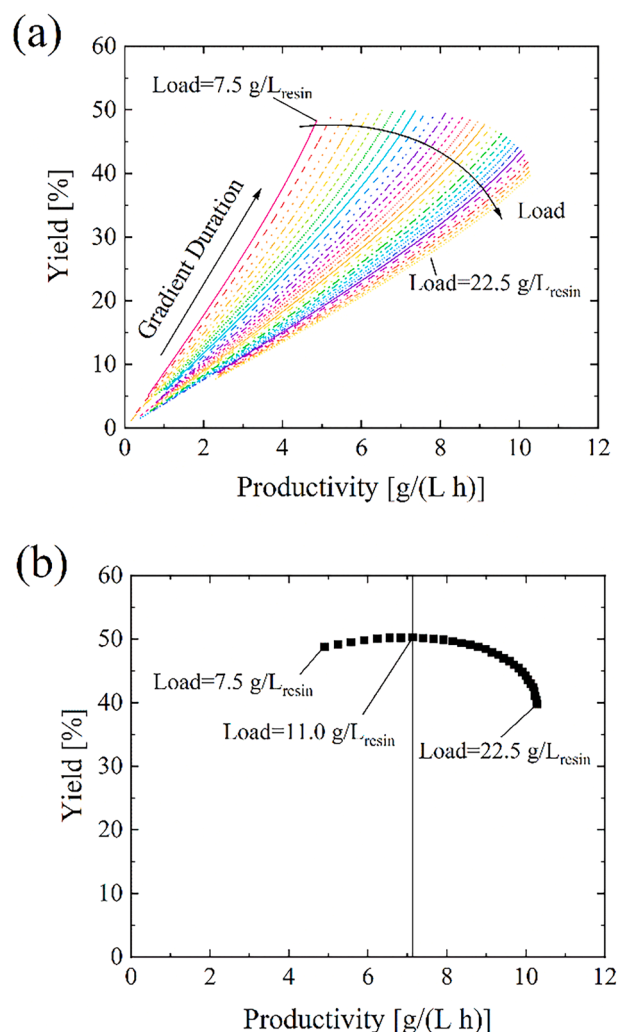 (a)
60
50
40
30
20
10
0
Yield [%]
Load=7.5 g/Lresin
Gradient Duration
Load
Load=22.5 g/Lresin
0 2 4 6 8 10 12
Productivity [g/(L h)]
(b)
60
50
40
30
20
10
0
Yield [%]
Load=7.5 g/Lresin
Load=11.0 g/Lresin
Load=22.5 g/Lresin
0 2 4 6 8 10 12
Productivity [g/(L h)]